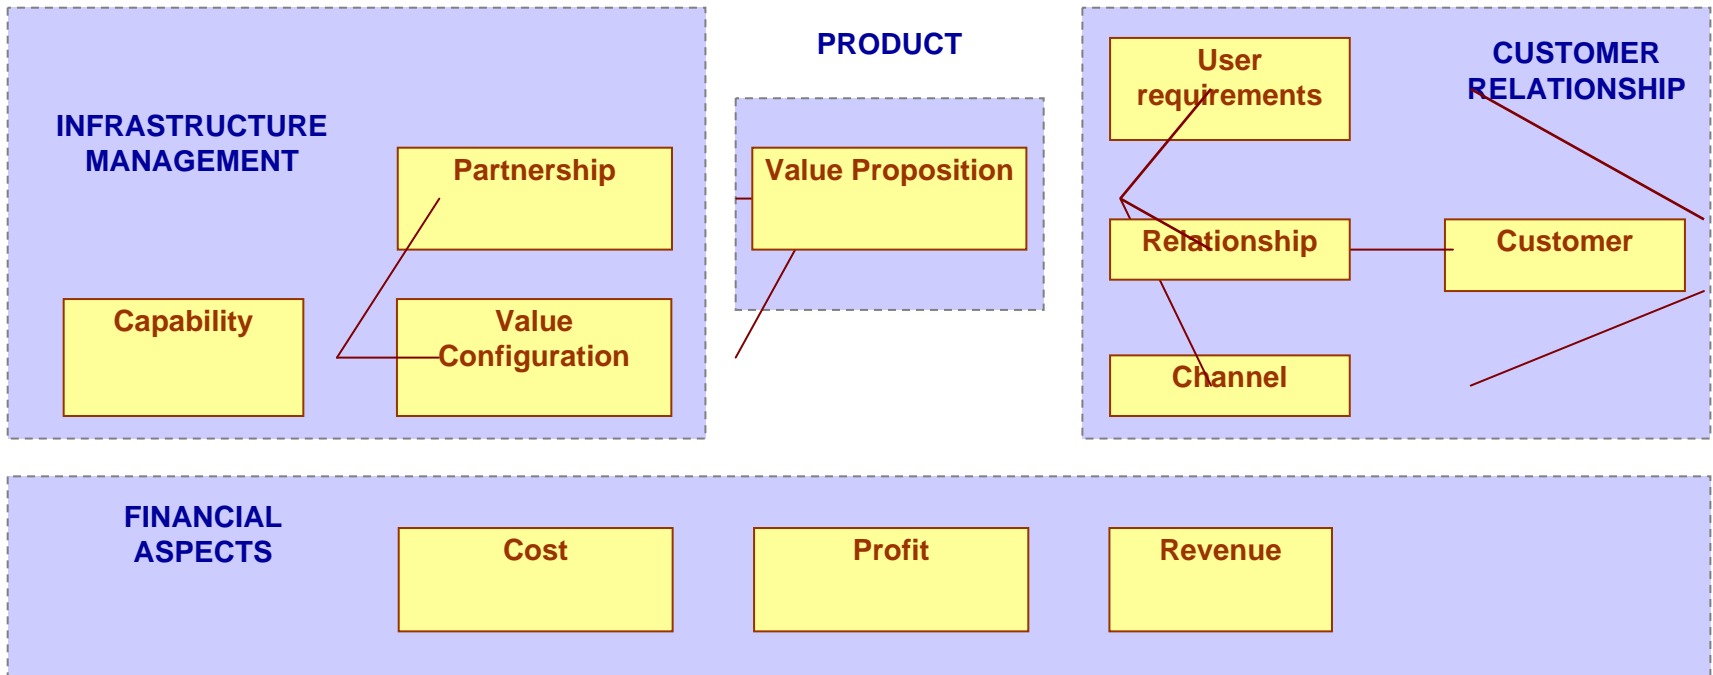 PRODUCT
INFRASTRUCTURE
MANAGEMENT
Partnership
Capability
Value
Configuration
Value Proposition
User
requirements
CUSTOMER
RELATIONSHIP
Relationship
Customer
Channel
FINANCIAL
ASPECTS
Cost
Profit
Revenue